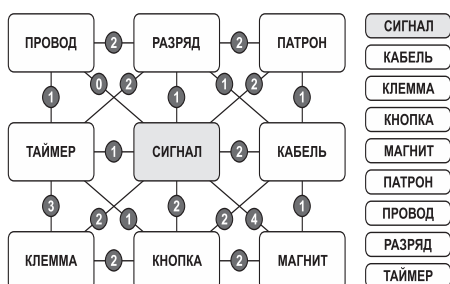 ПРОВОД 2 РАЗРЯД 2 ПАТРОН
1 0 2 1 1 2 1
ТАЙМЕР 1 СИГНАЛ 2 КАБЕЛЬ
3 2 1 2 2 4 1
КЛЕММА 2 КНОПКА 2 МАГНИТ
СИГНАЛ
КАБЕЛЬ
КЛЕММА
КНОПКА
МАГНИТ
ПАТРОН
ПРОВОД
РАЗРЯД
ТАЙМЕР